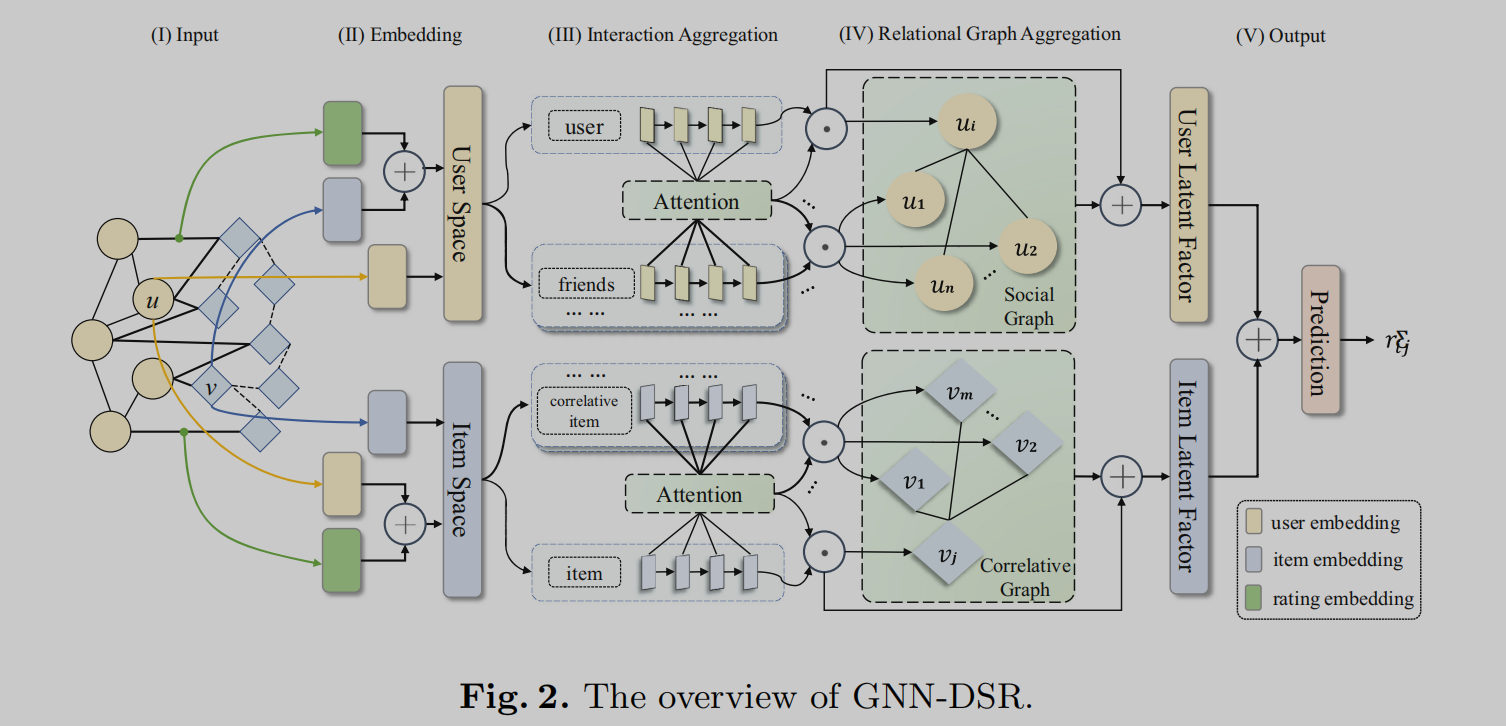 (I) Input
(II) Embedding
(III) Interaction Aggregation
(IV) Relational Graph Aggregation
(V) Output
u
v
User Space
Item Space
user
Attention
friends
... ...
... ...
...
...
... ...
... ...
correlative
item
Attention
item
...
...
u_i
u_1
u_2
u_n
...
Social
Graph
v_m
...
v_2
v_1
v_j
Correlative
Graph
User Latent Factor
Item Latent Factor
Prediction
user embedding
item embedding
rating embedding
Fig. 2. The overview of GNN-DSR.